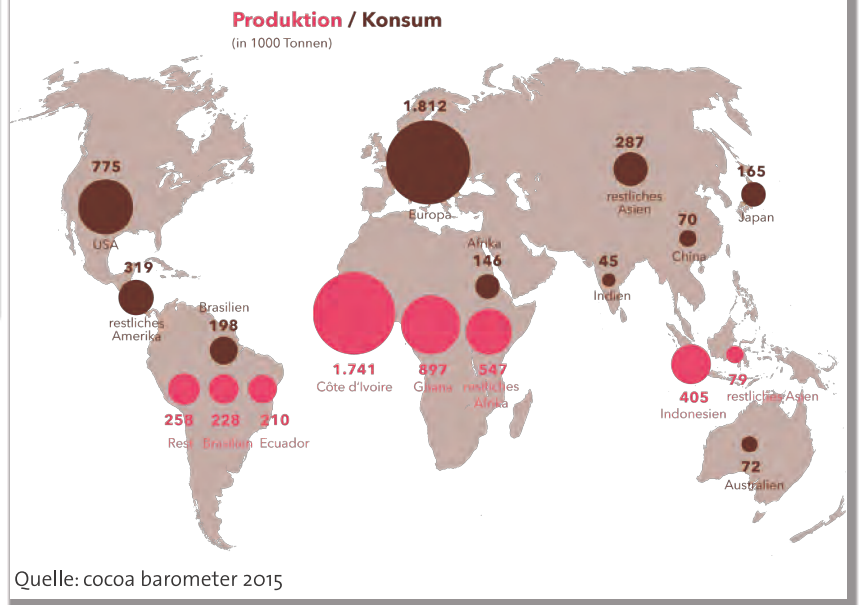 Produktion / Konsum
(in 1000 Tonnen)
1.812
Europa
775
USA
287
restliches
Asien
165
Japan
70
China
45
Indien
Afrika
146
319
restliches
Amerika
Brasilien
198
1.741
Côte d'Ivoire
897
Ghana
547
restliches
Afrika
258
Rest
228
Brasilien
210
Ecuador
405
Indonesien
79
restliches Asien
72
Australien
Quelle: cocoa barometer 2015